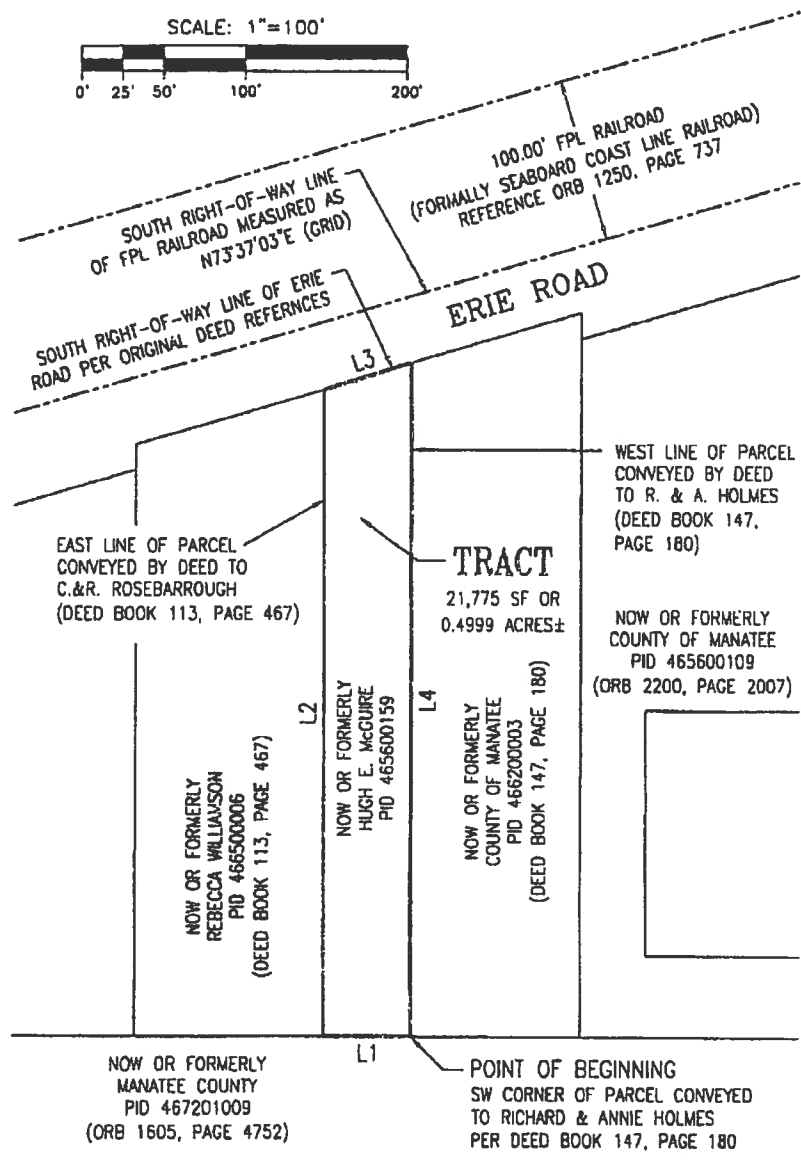 SCALE: 1"=100'
0' 25' 50' 100' 200'
100.00' FPL RAILROAD
(FORMALLY SEABOARD COAST LINE RAILROAD)
REFERENCE ORB 1250, PAGE 737
SOUTH RIGHT-OF-WAY LINE
OF FPL RAILROAD MEASURED AS
N73°37'03"E (GRID)
SOUTH RIGHT-OF-WAY LINE OF ERIE
ROAD PER ORIGINAL DEED REFERNCES
ERIE ROAD
L3
WEST LINE OF PARCEL
CONVEYED BY DEED
TO R. & A. HOLMES
(DEED BOOK 147,
PAGE 180)
EAST LINE OF PARCEL
CONVEYED BY DEED TO
C.&R. ROSEBARROUGH
(DEED BOOK 113, PAGE 467)
TRACT
21,775 SF OR
0.4999 ACRES±
NOW OR FORMERLY
COUNTY OF MANATEE
PID 465600109
(ORB 2200, PAGE 2007)
NOW OR FORMERLY
REBECCA WILLIAMSON
PID 466500006
(DEED BOOK 113, PAGE 467)
L2
NOW OR FORMERLY
HUGH E. McGUIRE
PID 465600159
L4
NOW OR FORMERLY
COUNTY OF MANATEE
PID 466200003
(DEED BOOK 147, PAGE 180)
L1
NOW OR FORMERLY
MANATEE COUNTY
PID 467201009
(ORB 1605, PAGE 4752)
POINT OF BEGINNING
SW CORNER OF PARCEL CONVEYED
TO RICHARD & ANNIE HOLMES
PER DEED BOOK 147, PAGE 180